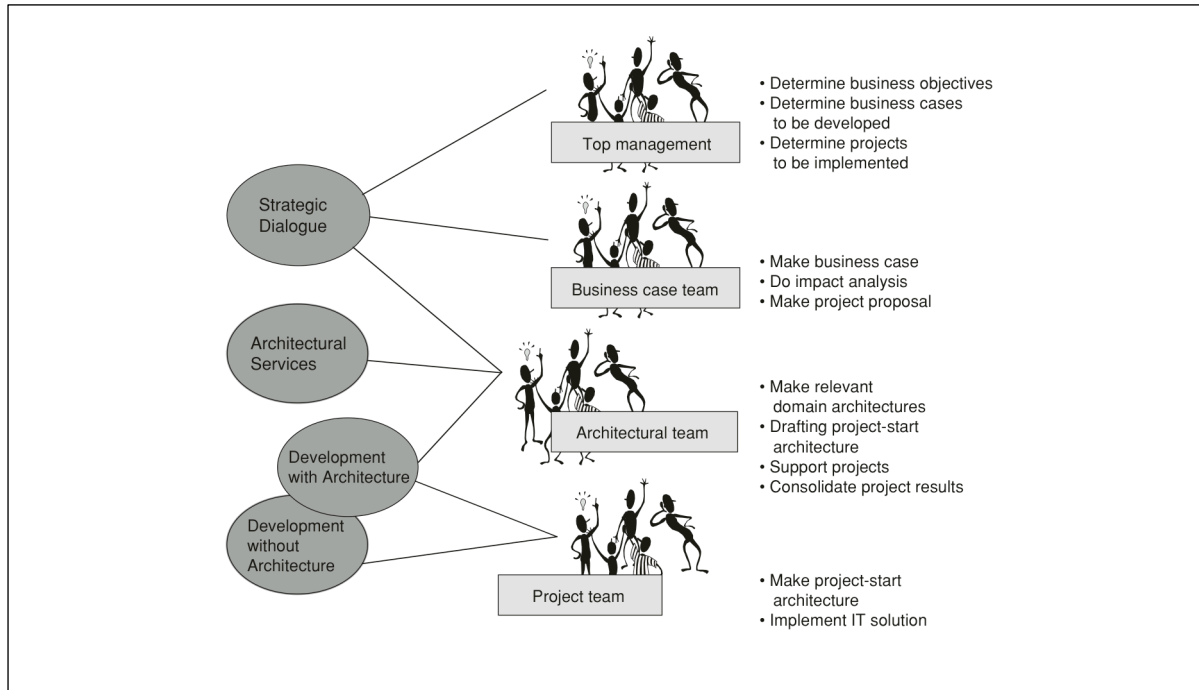 Strategic
Dialogue
Architectural
Services
Development
with Architecture
Development
without
Architecture
Top management
• Determine business objectives
• Determine business cases
to be developed
• Determine projects
to be implemented
Business case team
• Make business case
• Do impact analysis
• Make project proposal
Architectural team
• Make relevant
domain architectures
• Drafting project-start
architecture
• Support projects
• Consolidate project results
Project team
• Make project-start
architecture
• Implement IT solution